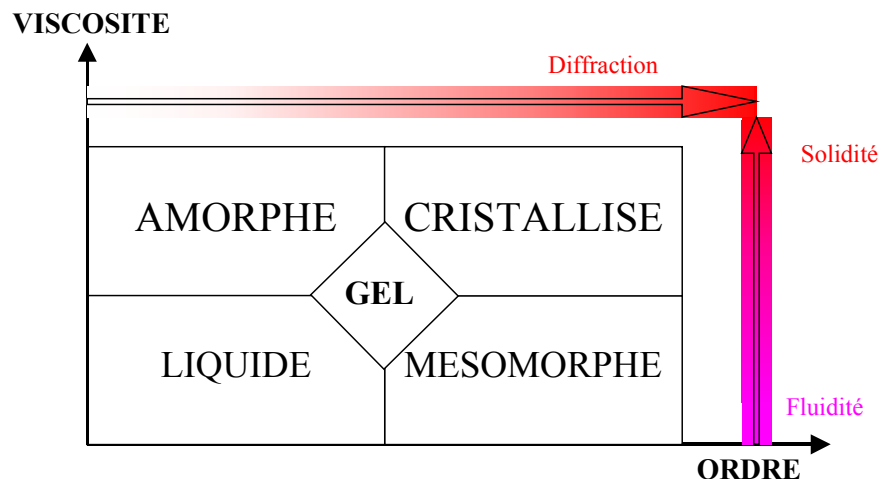 VISCOSITE
Diffraction
Solidité
AMORPHE
CRISTALLISE
GEL
LIQUIDE
MESOMORPHE
Fluidité
ORDRE